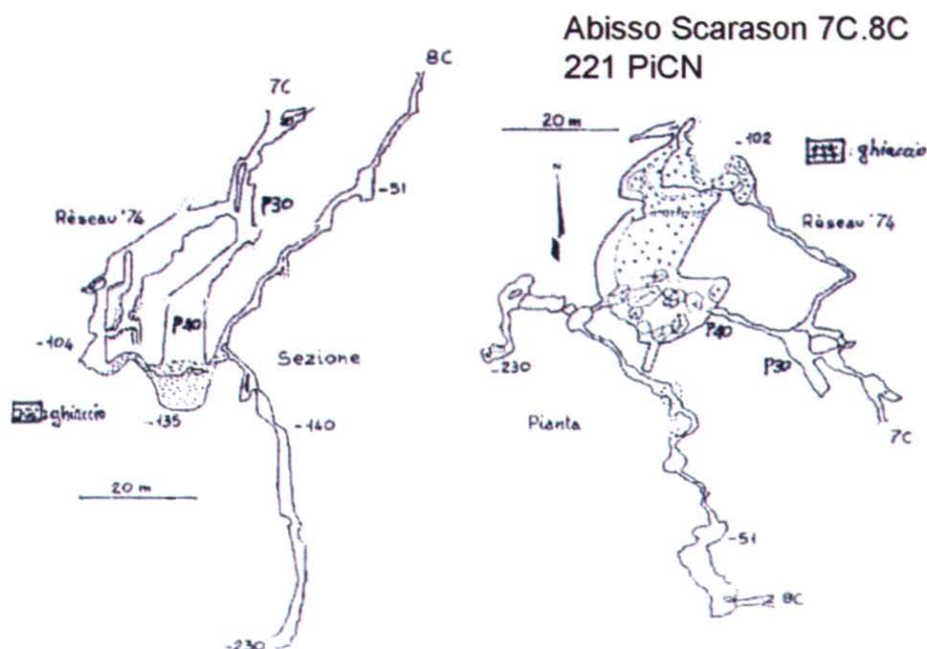 Abisso Scarason 7C.8C
221 PiCN
8C
7C
-51
P30
Rèseau '74
P40
-104
Sezione
ghiaccio
-135
-140
20 m
-230
20 m
N
-102
: ghiaccio
Rèseau '74
P40
-230
P30
Pianta
7C
-51
8C